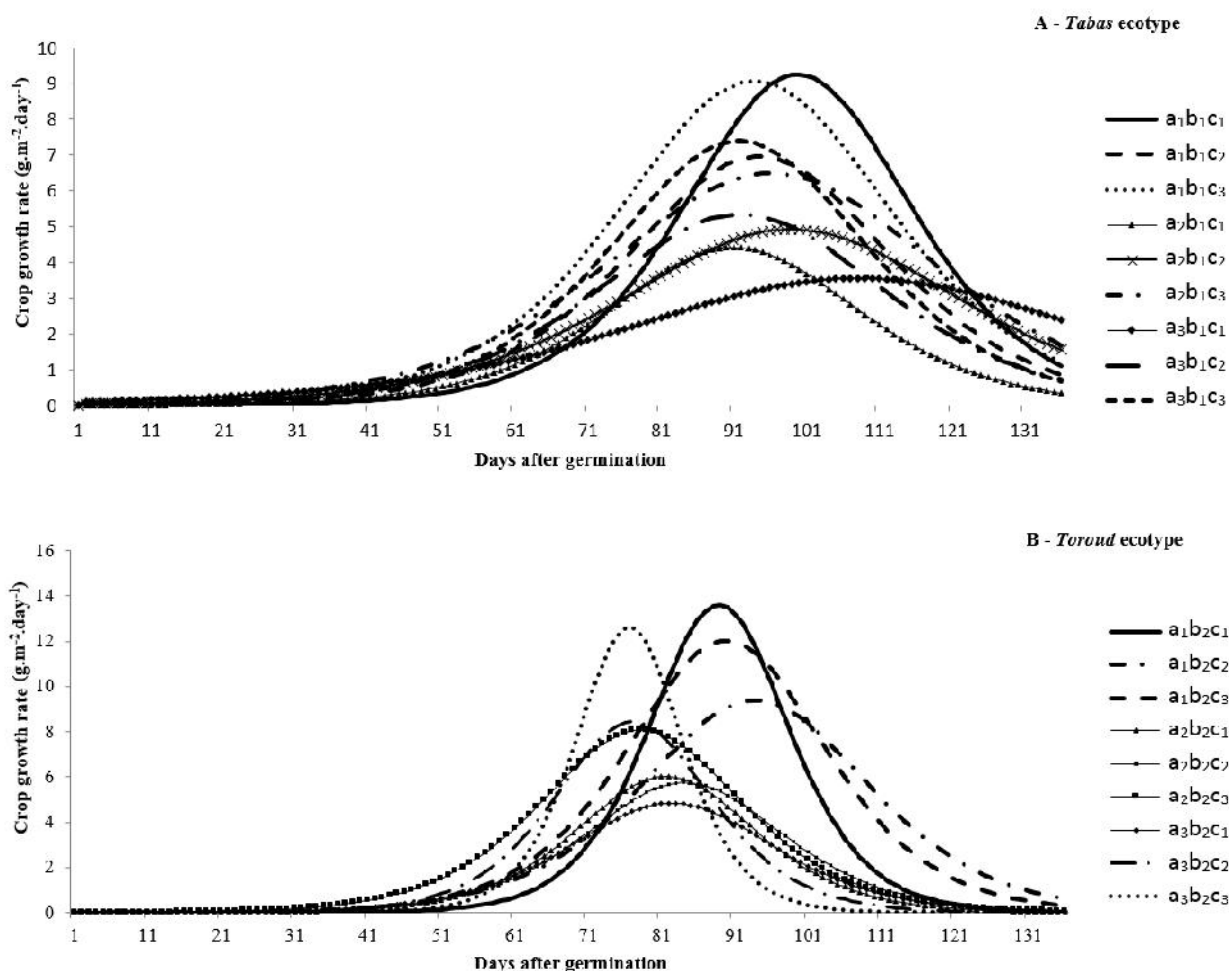 A - Tabas ecotype
Crop growth rate (g.m⁻².day⁻¹)
10
9
8
7
6
5
4
3
2
1
0
1 11 21 31 41 51 61 71 81 91 101 111 121 131
Days after germination
a₁b₁c₁
a₁b₁c₂
a₁b₁c₃
a₂b₁c₁
a₂b₁c₂
a₂b₁c₃
a₃b₁c₁
a₃b₁c₂
a₃b₁c₃
B - Toroud ecotype
Crop growth rate (g.m⁻².day⁻¹)
16
14
12
10
8
6
4
2
0
1 11 21 31 41 51 61 71 81 91 101 111 121 131
Days after germination
a₁b₂c₁
a₁b₂c₂
a₁b₂c₃
a₂b₂c₁
a₂b₂c₂
a₂b₂c₃
a₃b₂c₁
a₃b₂c₂
a₃b₂c₃